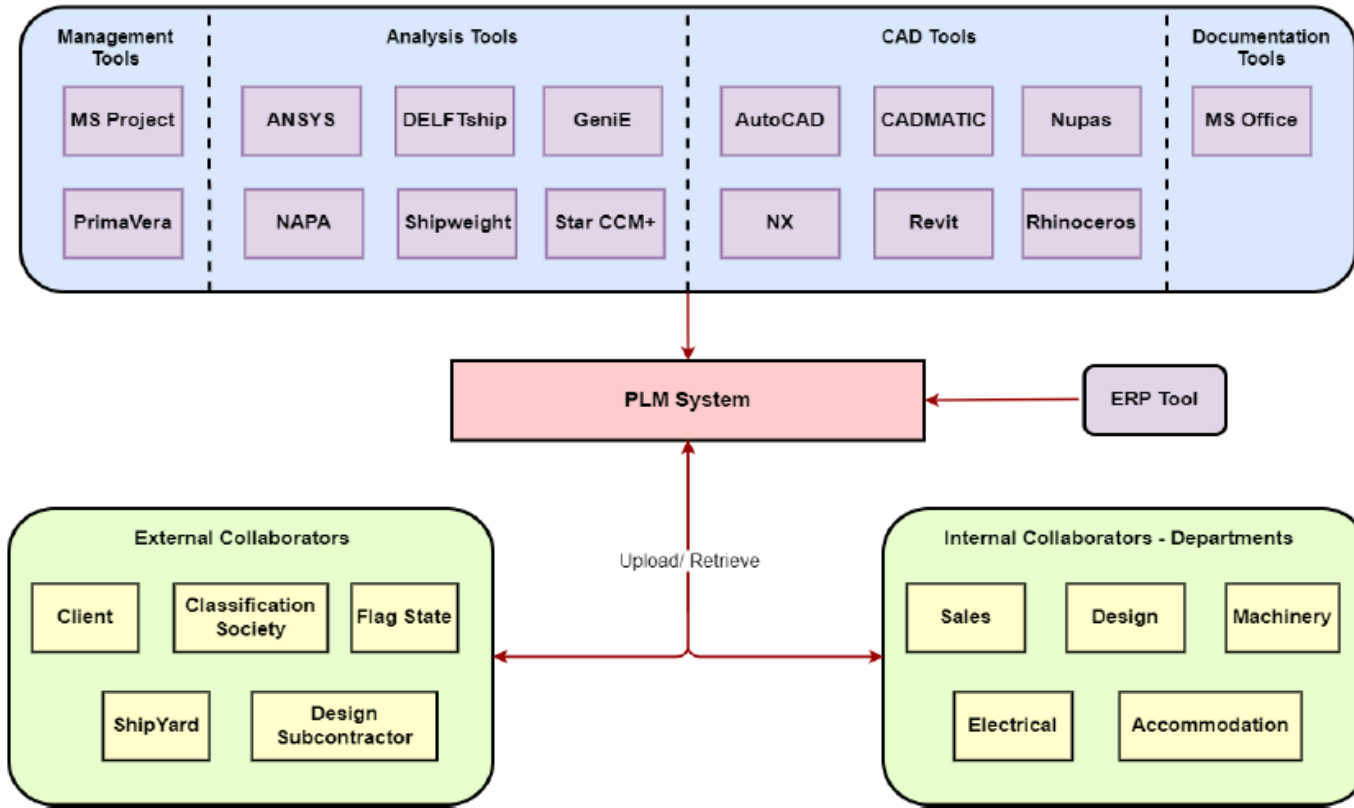 Management
Tools
Analysis Tools
CAD Tools
Documentation
Tools
MS Project
ANSYS
DELFTship
GeniE
AutoCAD
CADMATIC
Nupas
MS Office
PrimaVera
NAPA
Shipweight
Star CCM+
NX
Revit
Rhinoceros
PLM System
ERP Tool
Upload/ Retrieve
External Collaborators
Client
Classification
Society
Flag State
ShipYard
Design
Subcontractor
Internal Collaborators - Departments
Sales
Design
Machinery
Electrical
Accommodation